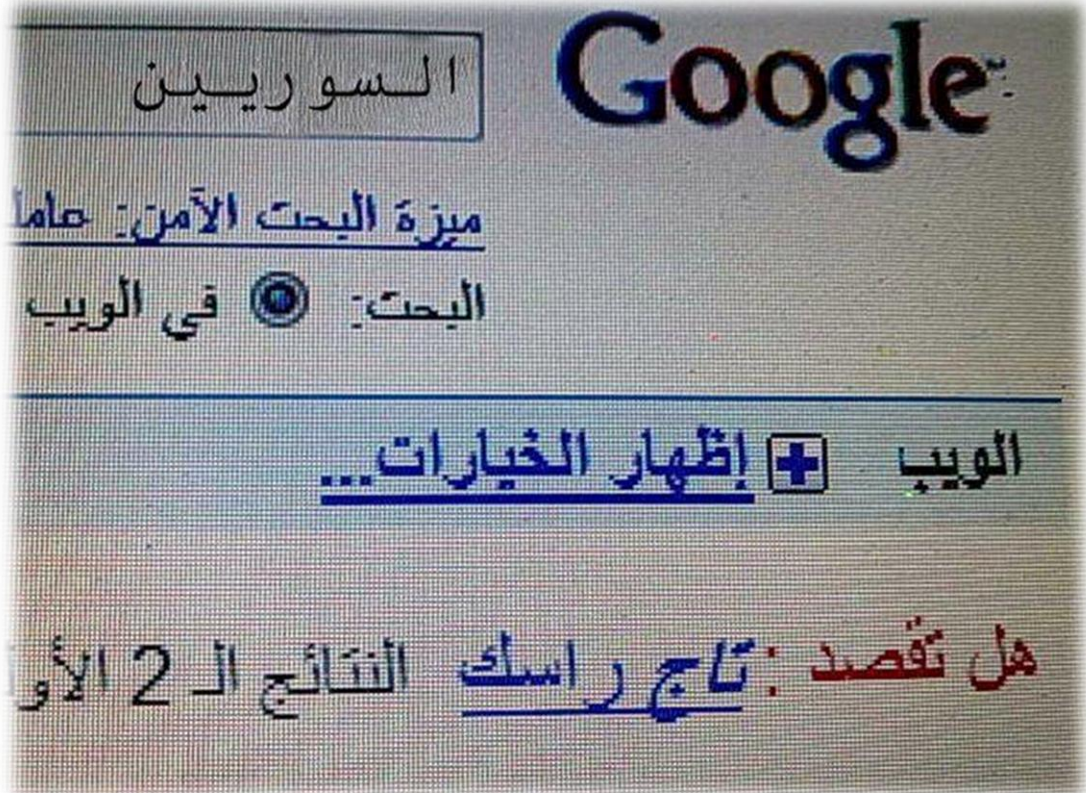 Google
السوريين
ميزة البحث الآمن:
البحث: في الويب
الويب إظهار الخيارات...
هل تقصد: تاج راسك النتائج الـ 2